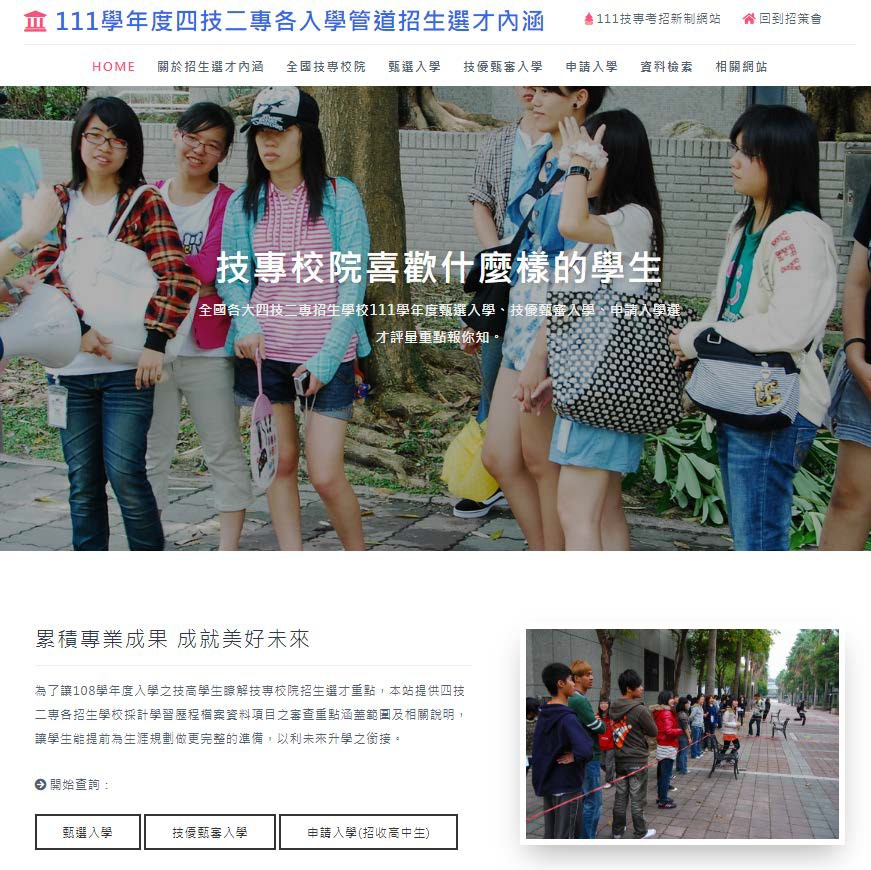 111學年度四技二專各入學管道招生選才內涵
111技專考招新制網站
回到招策會
HOME
關於招生選才內涵
全國技專校院
甄選入學
技優甄審入學
申請入學
資料檢索
相關網站
技專校院喜歡什麼樣的學生
全國各大四技二專招生學校111學年度甄選入學、技優甄審入學、申請入學選
才評量重點報你知。
累積專業成果 成就美好未來
為了讓108學年度入學之技高學生瞭解技專校院招生選才重點，本站提供四技
二專各招生學校採計學習歷程檔案資料項目之審查重點涵蓋範圍及相關說明，
讓學生能提前為生涯規劃做更完整的準備，以利未來升學之銜接。
開始查詢：
甄選入學
技優甄審入學
申請入學(招收高中生)